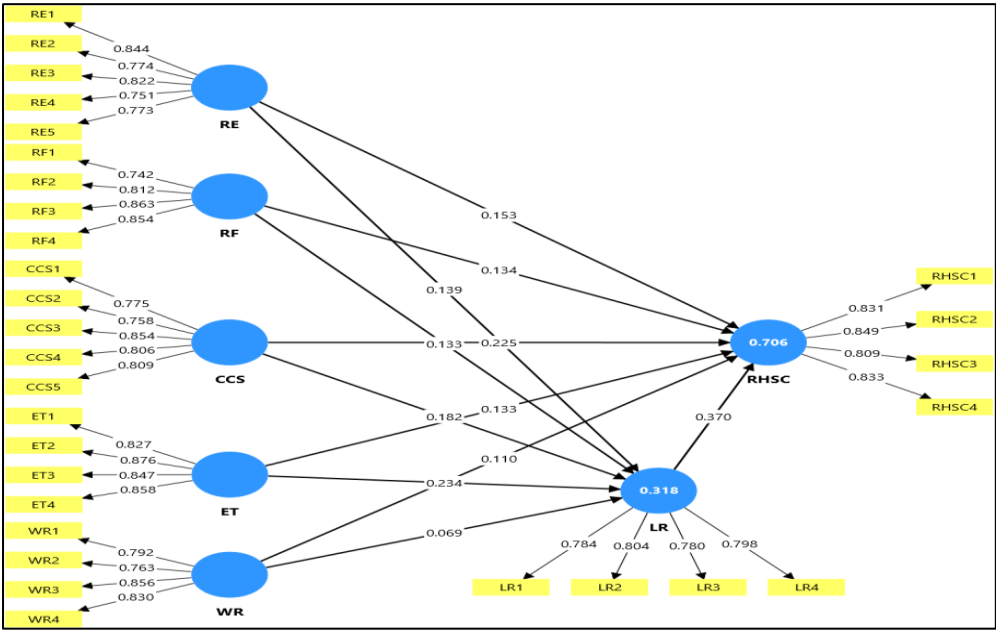 RE1
RE2
RE3
RE4
RE5
0.844
0.774
0.822
0.751
0.773
RE
RF1
RF2
RF3
RF4
0.742
0.812
0.863
0.854
RF
CCS1
CCS2
CCS3
CCS4
CCS5
0.775
0.758
0.854
0.806
0.809
CCS
ET1
ET2
ET3
ET4
0.827
0.876
0.847
0.858
ET
WR1
WR2
WR3
WR4
0.792
0.763
0.856
0.830
WR
0.153
0.134
0.139
0.133
0.225
0.182
0.133
0.110
0.234
0.069
0.370
0.706
RHSC
0.831
0.849
0.809
0.833
RHSC1
RHSC2
RHSC3
RHSC4
0.318
LR
0.784
0.804
0.780
0.798
LR1
LR2
LR3
LR4